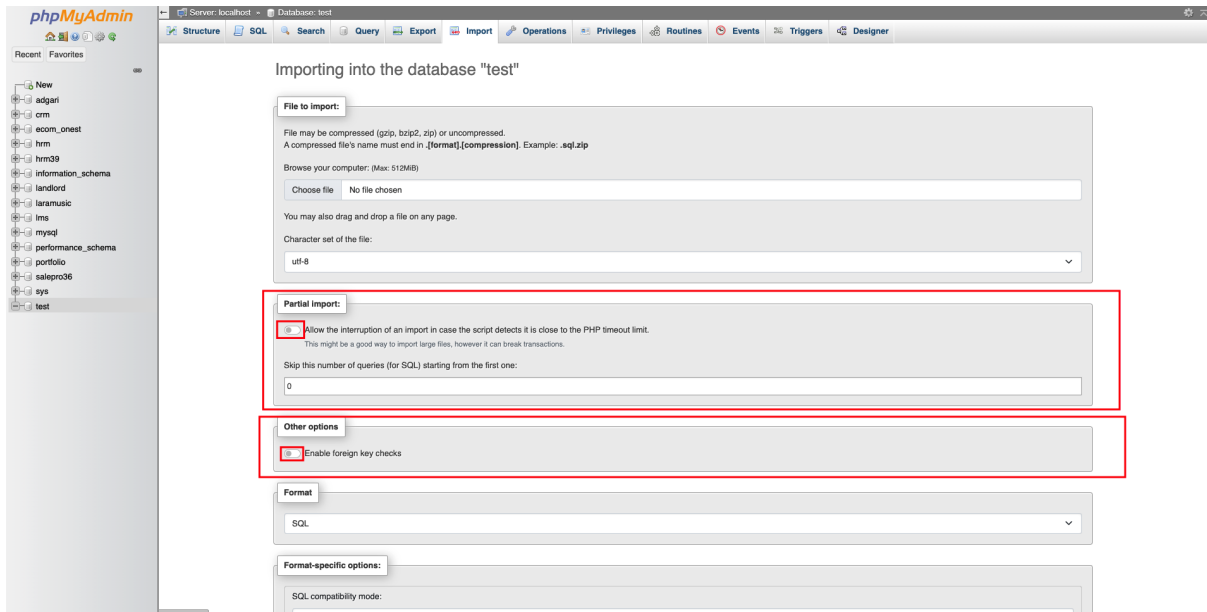 phpMyAdmin
Recent Favorites
New
adgari
crm
ecom_onest
hrm
hrm39
information_schema
landlord
laramusic
lms
mysql
performance_schema
portfolio
salepro36
sys
test
Server: localhost » Database: test
Structure SQL Search Query Export Import Operations Privileges Routines Events Triggers Designer
Importing into the database "test"
File to import:
File may be compressed (gzip, bzip2, zip) or uncompressed.
A compressed file's name must end in .[format].[compression]. Example: .sql.zip
Browse your computer: (Max: 512MiB)
Choose file No file chosen
You may also drag and drop a file on any page.
Character set of the file:
utf-8
Partial import:
Allow the interruption of an import in case the script detects it is close to the PHP timeout limit.
This might be a good way to import large files, however it can break transactions.
Skip this number of queries (for SQL) starting from the first one:
0
Other options
Enable foreign key checks
Format
SQL
Format-specific options:
SQL compatibility mode: